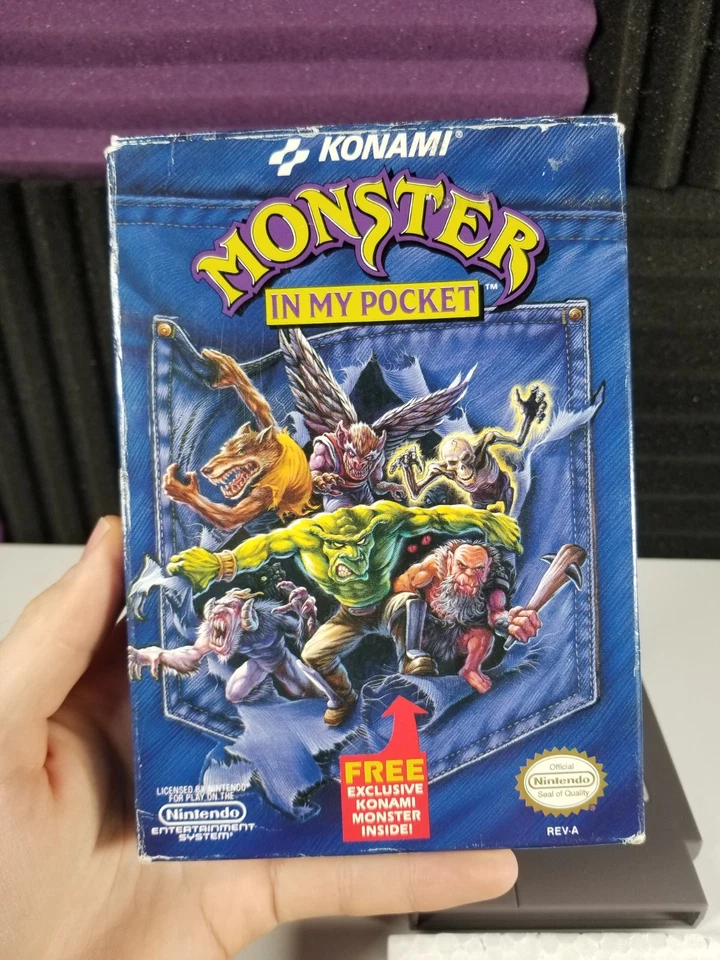 KONAMI®
MONSTER
IN MY POCKET™
FREE
EXCLUSIVE
KONAMI
MONSTER
INSIDE!
LICENSED BY NINTENDO
FOR PLAY ON THE
Nintendo
ENTERTAINMENT
SYSTEM®
Official
Nintendo
Seal of Quality
REV-A